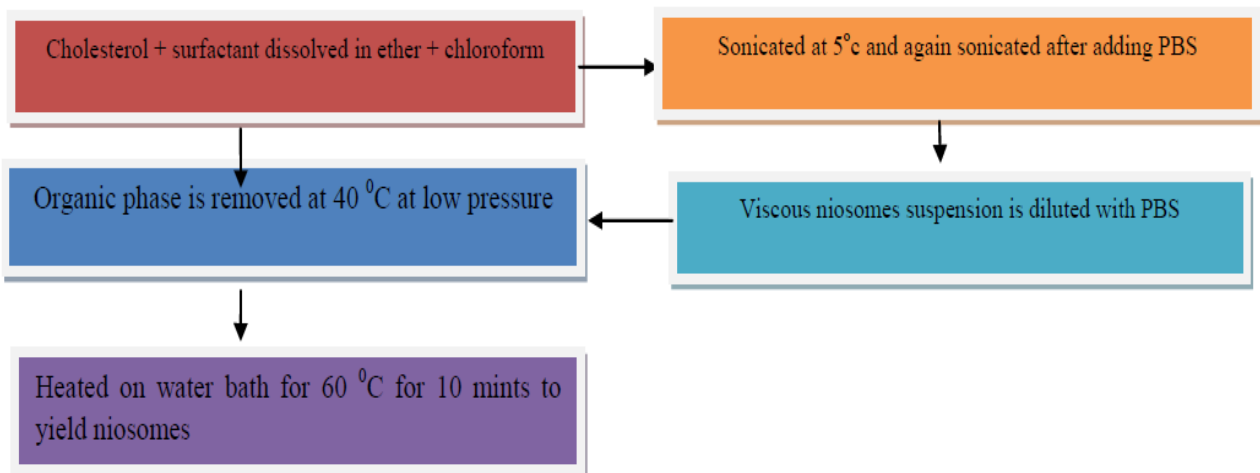 Cholesterol + surfactant dissolved in ether + chloroform
Sonicated at 5°c and again sonicated after adding PBS
Organic phase is removed at 40 ⁰C at low pressure
Viscous niosomes suspension is diluted with PBS
Heated on water bath for 60 ⁰C for 10 mints to
yield niosomes